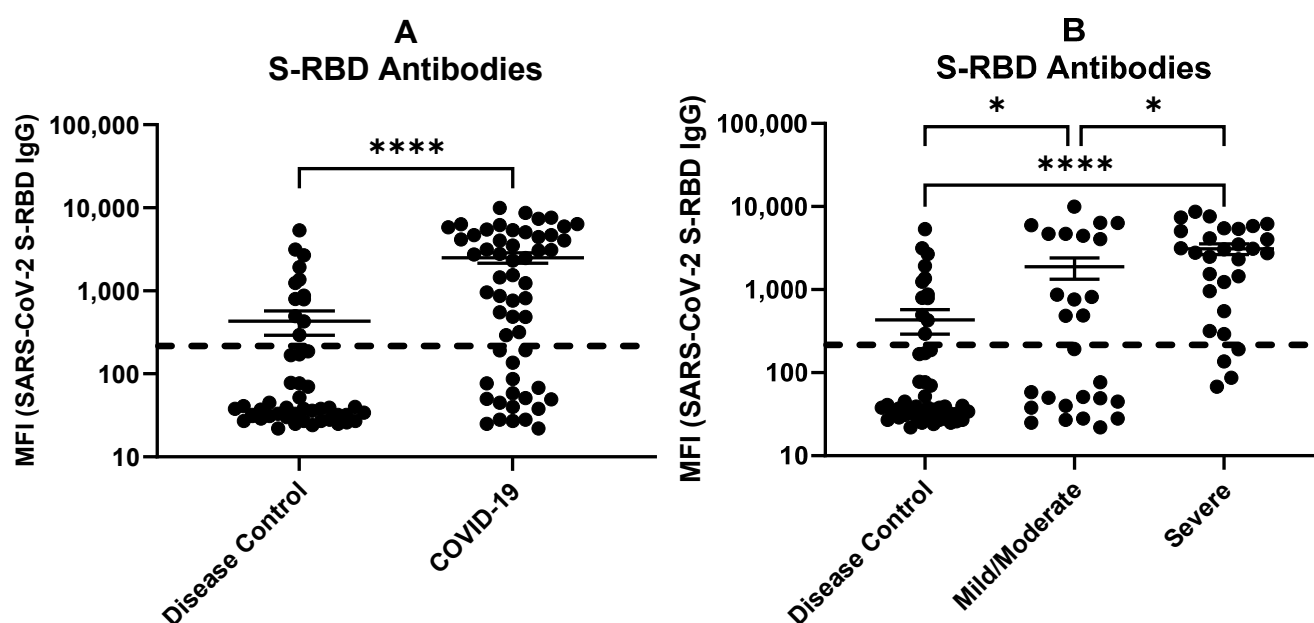 A
S-RBD Antibodies
MFI (SARS-CoV-2 S-RBD IgG)
100,000
10,000
1,000
100
10
****
Disease Control
COVID-19
B
S-RBD Antibodies
MFI (SARS-CoV-2 S-RBD IgG)
100,000
10,000
1,000
100
10
* *
****
Disease Control
Mild/Moderate
Severe